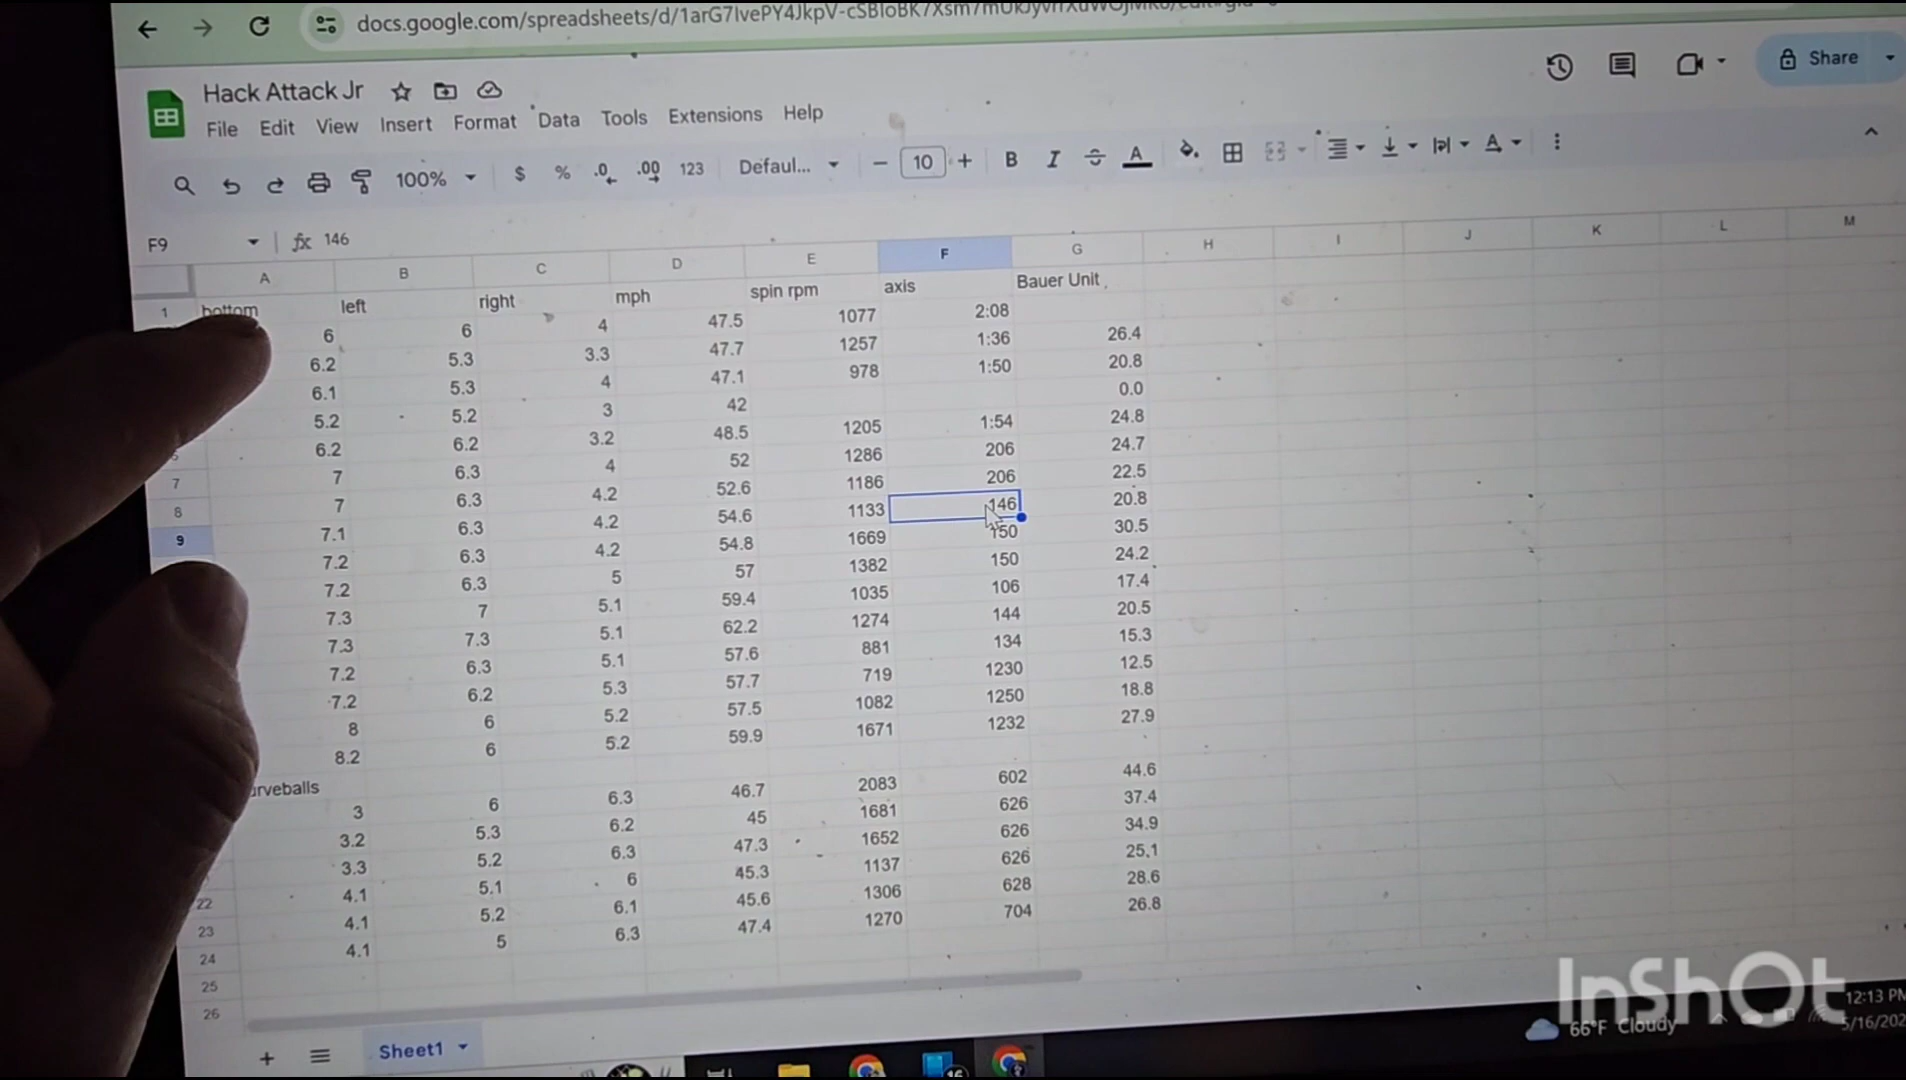 docs.google.com/spreadsheets/d/
Hack Attack Jr
Share
File Edit View Insert Format Data Tools Extensions Help
100% $ % .0 .00 123 Defaul... − 10 + B I A
F9 fx 146
A B C D E F G H I J K L M
1 bottom left right mph spin rpm axis Bauer Unit
6 6 4 47.5 1077 2:08
6.2 5.3 3.3 47.7 1257 1:36 26.4
6.1 5.3 4 47.1 978 1:50 20.8
5.2 5.2 3 42 0.0
6.2 6.2 3.2 48.5 1205 1:54 24.8
7 7 6.3 4 52 1286 206 24.7
8 7 6.3 4.2 52.6 1186 206 22.5
9 7.1 6.3 4.2 54.6 1133 146 20.8
7.2 6.3 4.2 54.8 1669 150 30.5
7.2 6.3 5 57 1382 150 24.2
7.3 7 5.1 59.4 1035 106 17.4
7.3 7.3 5.1 62.2 1274 144 20.5
7.2 6.3 5.1 57.6 881 134 15.3
7.2 6.2 5.3 57.7 719 1230 12.5
8 6 5.2 57.5 1082 1250 18.8
8.2 6 5.2 59.9 1671 1232 27.9
urveballs
3 6 6.3 46.7 2083 602 44.6
3.2 5.3 6.2 45 1681 626 37.4
3.3 5.2 6.3 47.3 1652 626 34.9
22 4.1 5.1 6 45.3 1137 626 25.1
23 4.1 5.2 6.1 45.6 1306 628 28.6
24 4.1 5 6.3 47.4 1270 704 26.8
25
26
+ Sheet1
InShOt
12:13 PM
66°F Cloudy
5/16/202
16